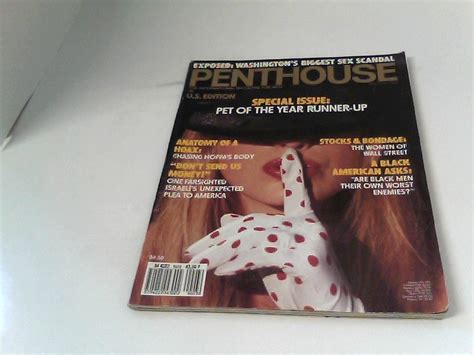 EXPOSED: WASHINGTON'S BIGGEST SEX SCANDAL
PENTHOUSE
U.S. EDITION
SPECIAL ISSUE:
PET OF THE YEAR RUNNER-UP
ANATOMY OF A
HOAX:
CHASING HOFFA'S BODY
"DON'T SEND US
MONEY!"
ONE FARSIGHTED
ISRAELI'S UNEXPECTED
PLEA TO AMERICA
STOCKS & BONDAGE:
THE WOMEN OF
WALL STREET
A BLACK
AMERICAN ASKS:
"ARE BLACK MEN
THEIR OWN WORST
ENEMIES?"